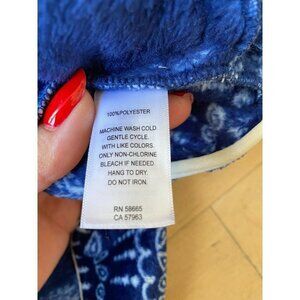 100%POLYESTER
MACHINE WASH COLD
GENTLE CYCLE.
WITH LIKE COLORS.
ONLY NON-CHLORINE
BLEACH IF NEEDED.
HANG TO DRY.
DO NOT IRON.
RN 58665
CA 57963